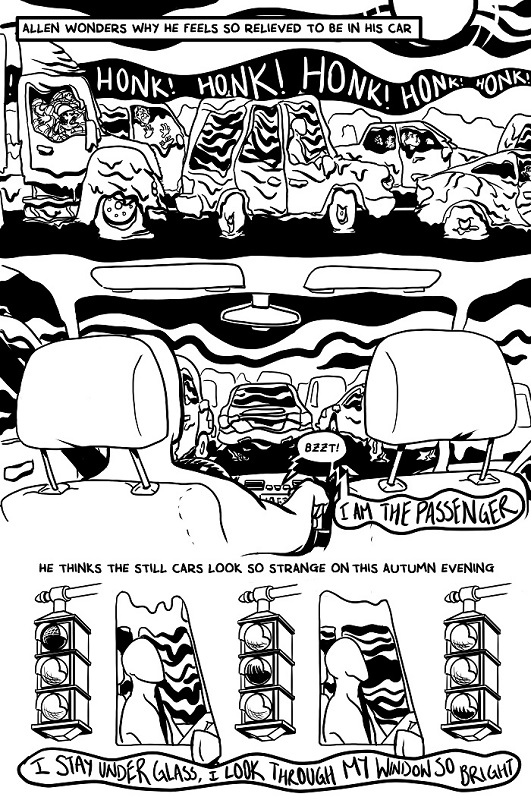 ALLEN WONDERS WHY HE FEELS SO RELIEVED TO BE IN HIS CAR
HONK! HONK! HONK! HONK! HONK!
BZZT!
I AM THE PASSENGER
HE THINKS THE STILL CARS LOOK SO STRANGE ON THIS AUTUMN EVENING
I STAY UNDER GLASS, I LOOK THROUGH MY WINDOW SO BRIGHT